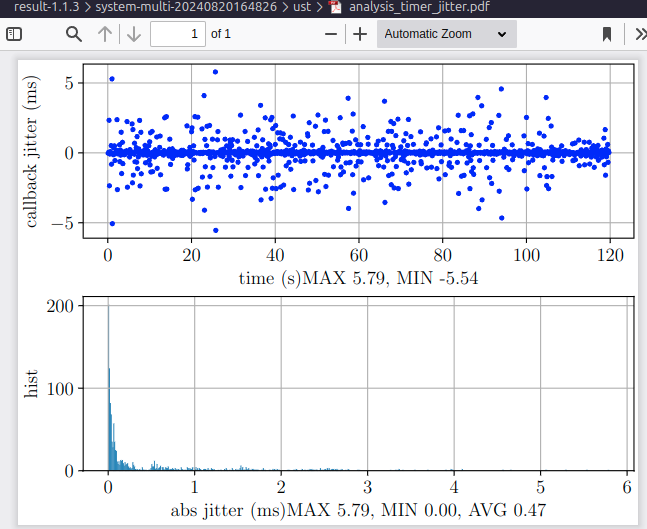 result-1.1.3 > system-multi-20240820164826 > ust > analysis_timer_jitter.pdf
1 of 1 Automatic Zoom
callback jitter (ms)
5
0
−5
0 20 40 60 80 100 120
time (s)MAX 5.79, MIN -5.54
hist
200
100
0
0 1 2 3 4 5 6
abs jitter (ms)MAX 5.79, MIN 0.00, AVG 0.47